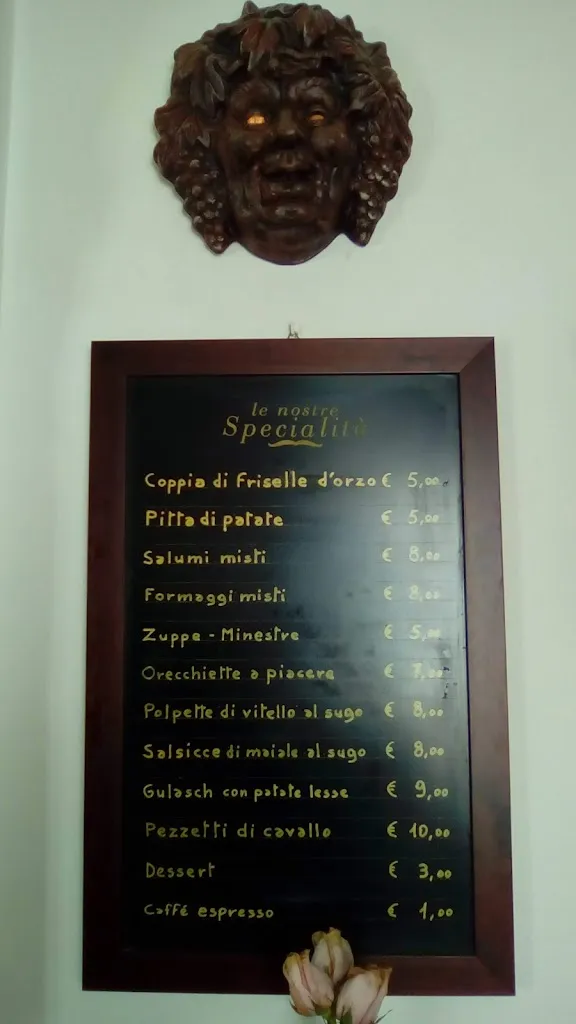 le nostre
Specialità
Coppia di Friselle d'orzo € 5,00
Pitta di patate € 5,00
Salumi misti € 8,00
Formaggi misti € 8,00
Zuppe - Minestre € 5,00
Orecchiette a piacere € 7,00
Polpette di vitello al sugo € 8,00
Salsicce di maiale al sugo € 8,00
Gulasch con patate lesse € 9,00
Pezzetti di cavallo € 10,00
Dessert € 3,00
Caffé espresso € 1,00